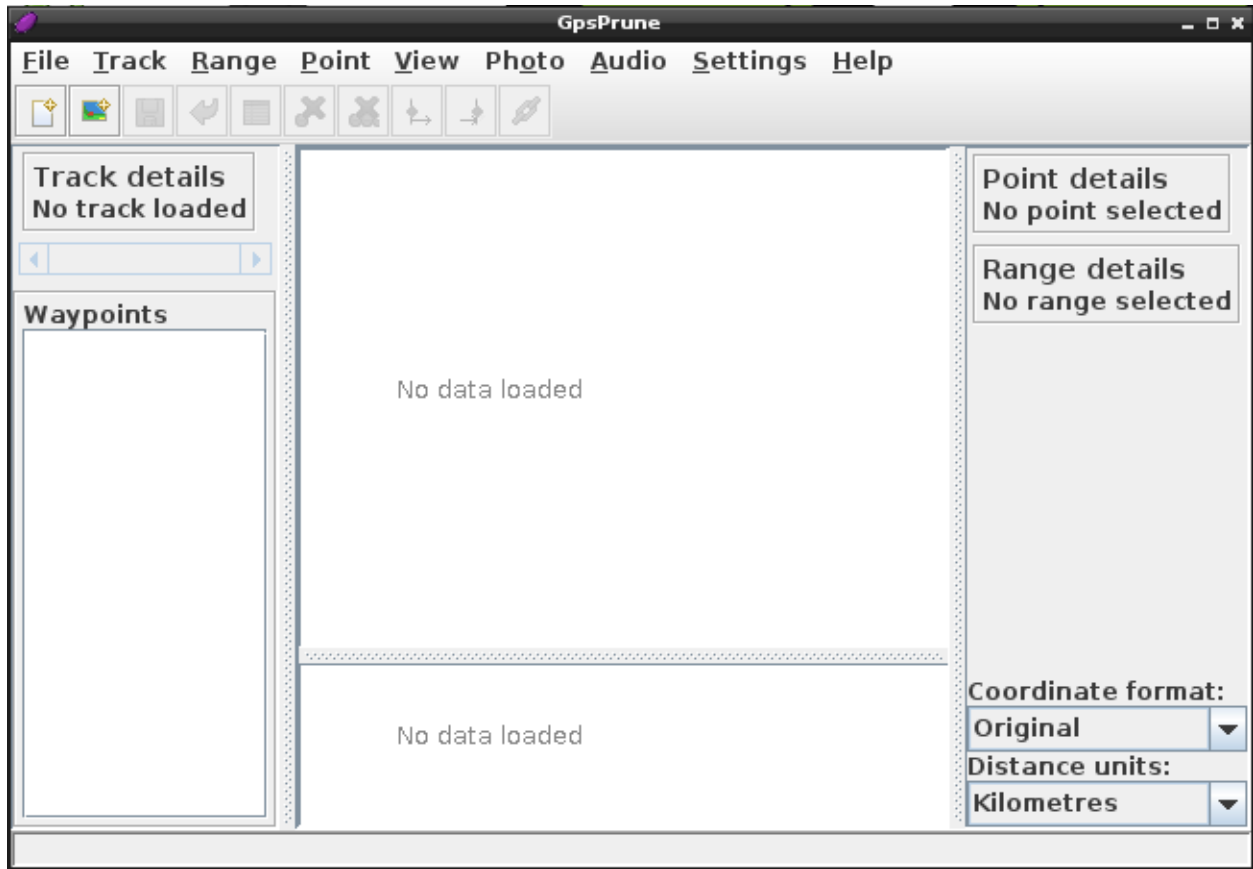 GpsPrune
File Track Range Point View Photo Audio Settings Help
Track details
No track loaded
Waypoints
No data loaded
No data loaded
Point details
No point selected
Range details
No range selected
Coordinate format:
Original
Distance units:
Kilometres